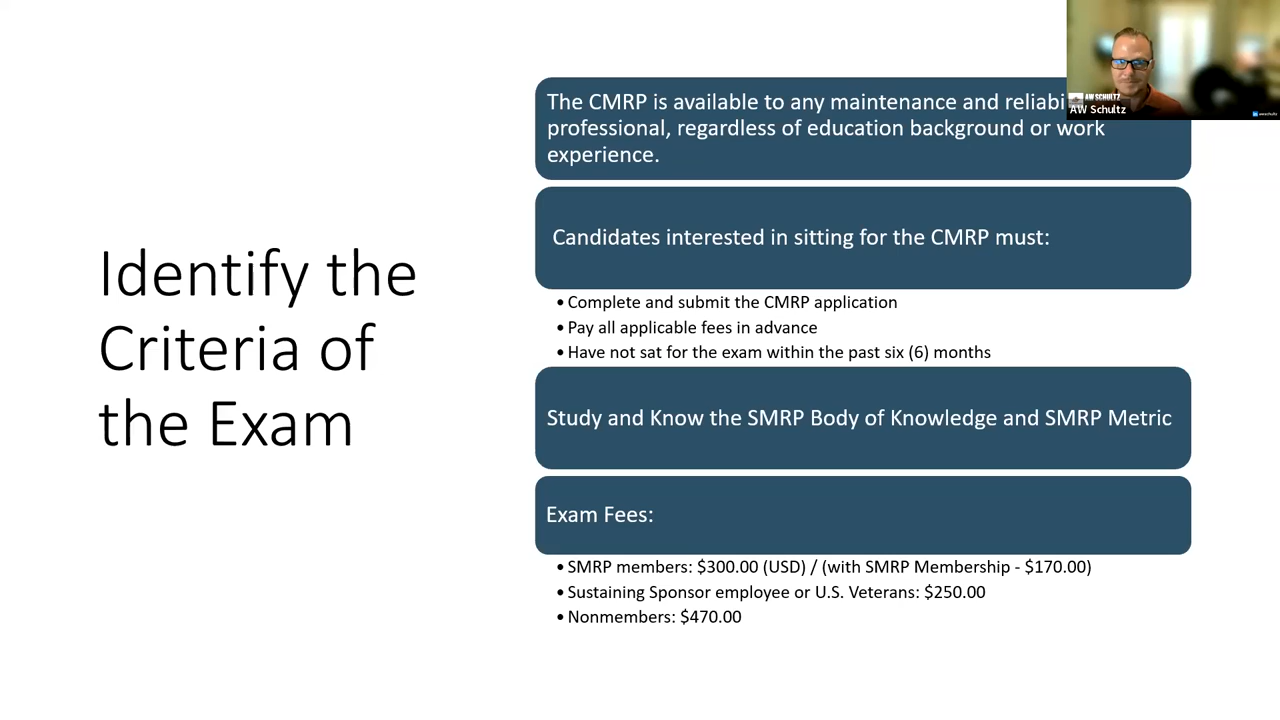 Identify the
Criteria of
the Exam
The CMRP is available to any maintenance and
professional, regardless of education background or work
experience.
Candidates interested in sitting for the CMRP must:
• Complete and submit the CMRP application
• Pay all applicable fees in advance
• Have not sat for the exam within the past six (6) months
Study and Know the SMRP Body of Knowledge and SMRP Metric
Exam Fees:
• SMRP members: $300.00 (USD) / (with SMRP Membership - $170.00)
• Sustaining Sponsor employee or U.S. Veterans: $250.00
• Nonmembers: $470.00
AW SCHULTZ
AW Schultz